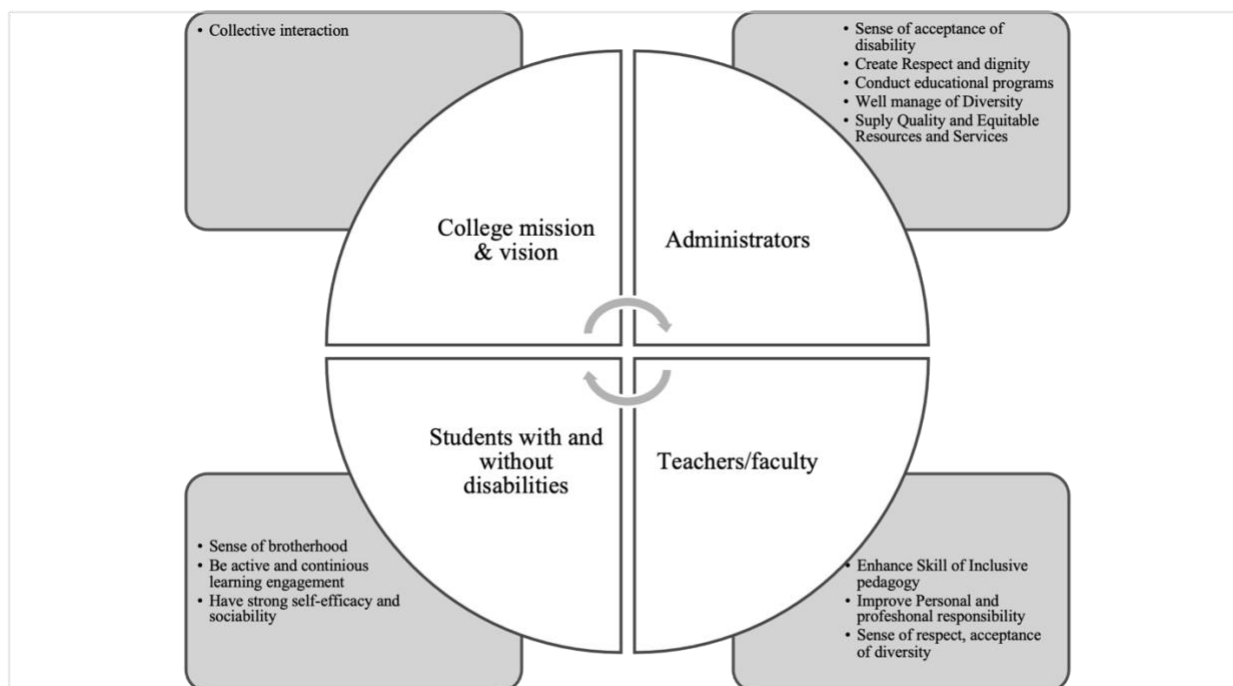 • Collective interaction
• Sense of acceptance of
disability
• Create Respect and dignity
• Conduct educational programs
• Well manage of Diversity
• Suply Quality and Equitable
Resources and Services
College mission
& vision
Administrators
Students with and
without
disabilities
Teachers/faculty
• Sense of brotherhood
• Be active and continious
learning engagement
• Have strong self-efficacy and
sociability
• Enhance Skill of Inclusive
pedagogy
• Improve Personal and
profeshonal responsibility
• Sense of respect, acceptance
of diversity